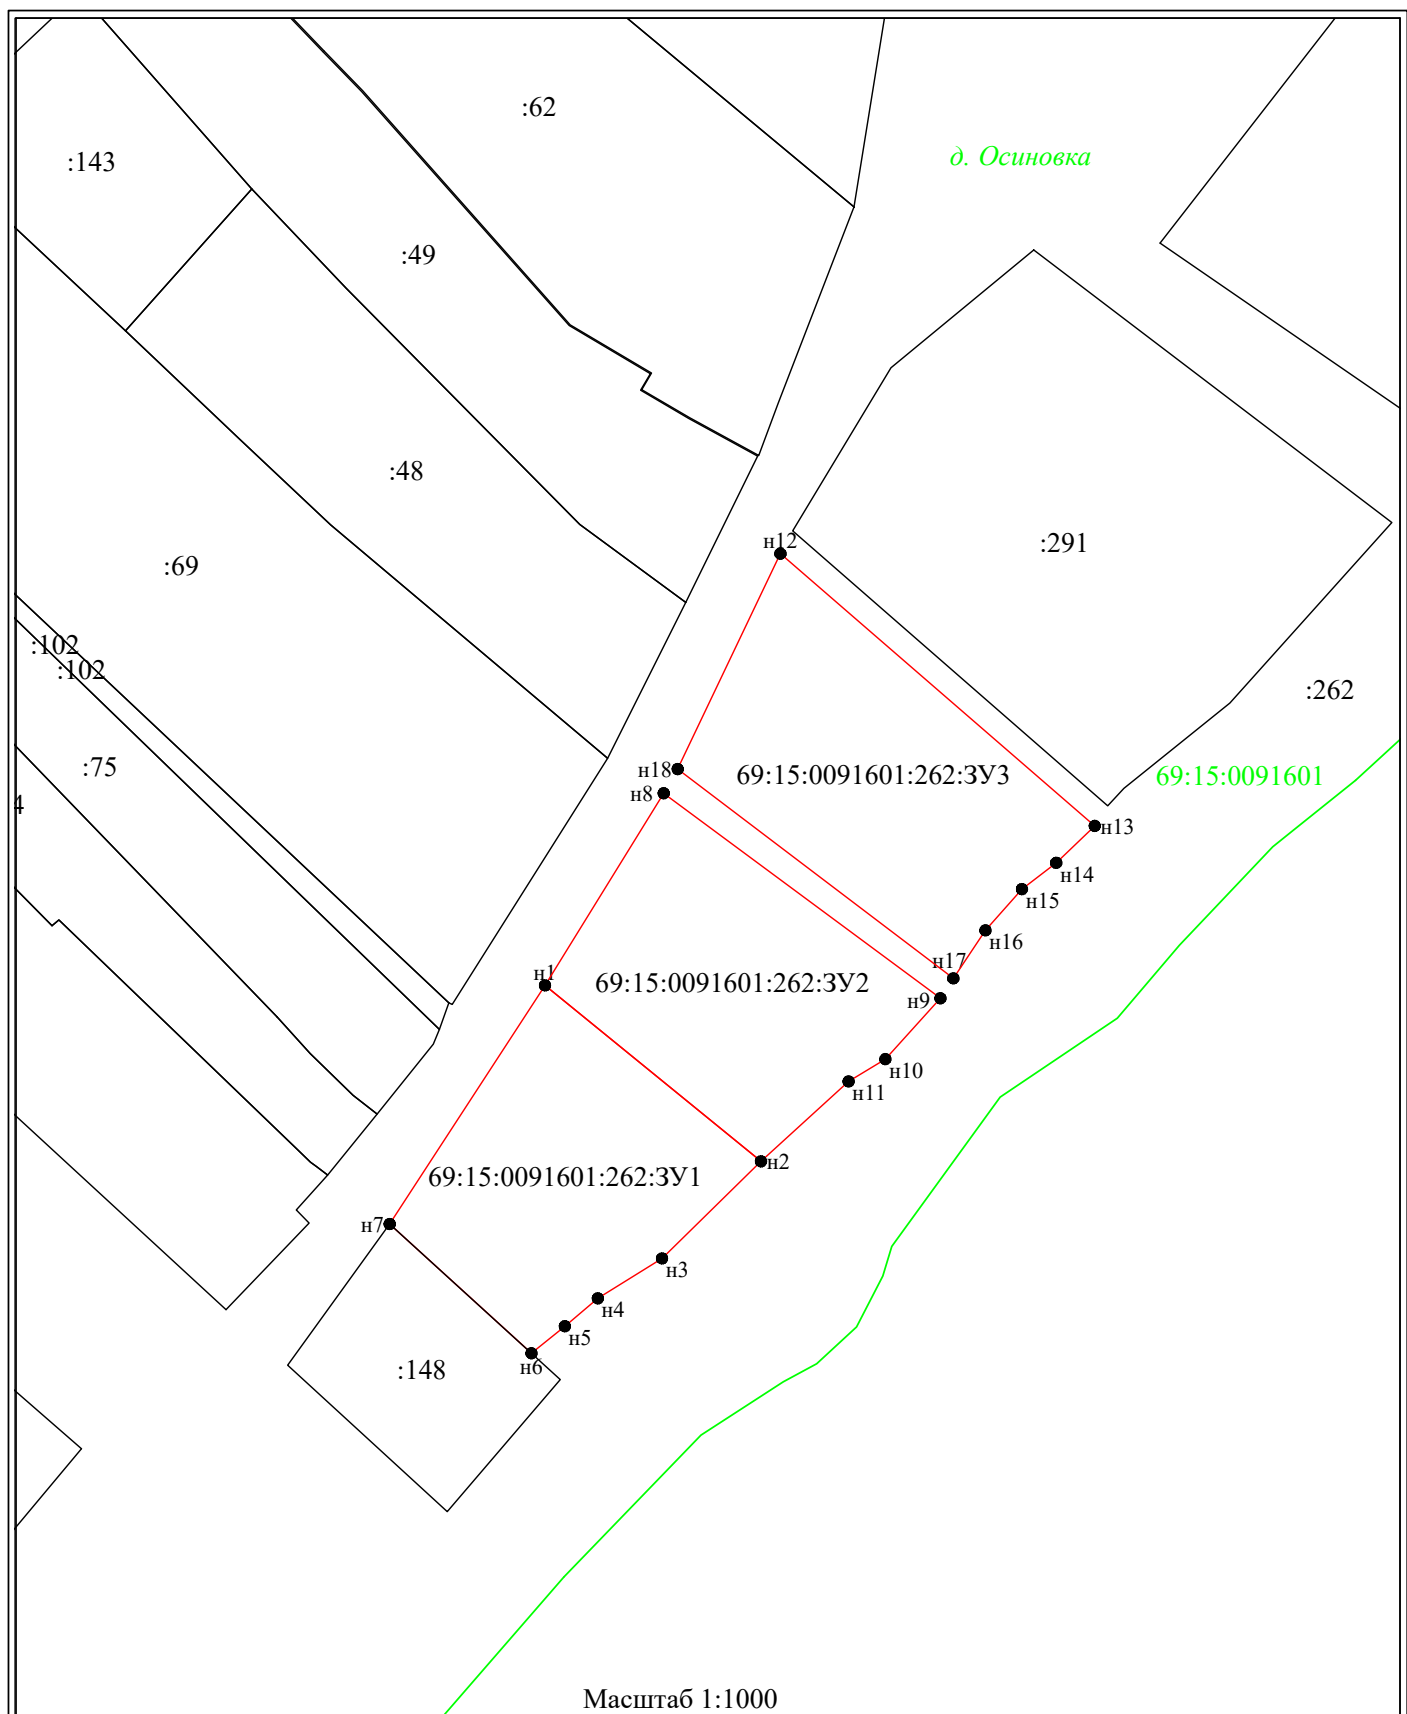 :62
:143
д. Осиновка
:49
:48
н12
:291
:69
:102
:102
:262
:75
н18
69:15:0091601:262:ЗУ3
69:15:0091601
н8
4
н13
н14
н15
н16
н1
69:15:0091601:262:ЗУ2
н17
н9
н10
н11
н2
69:15:0091601:262:ЗУ1
н7
н3
н4
н5
н6
:148
Масштаб 1:1000